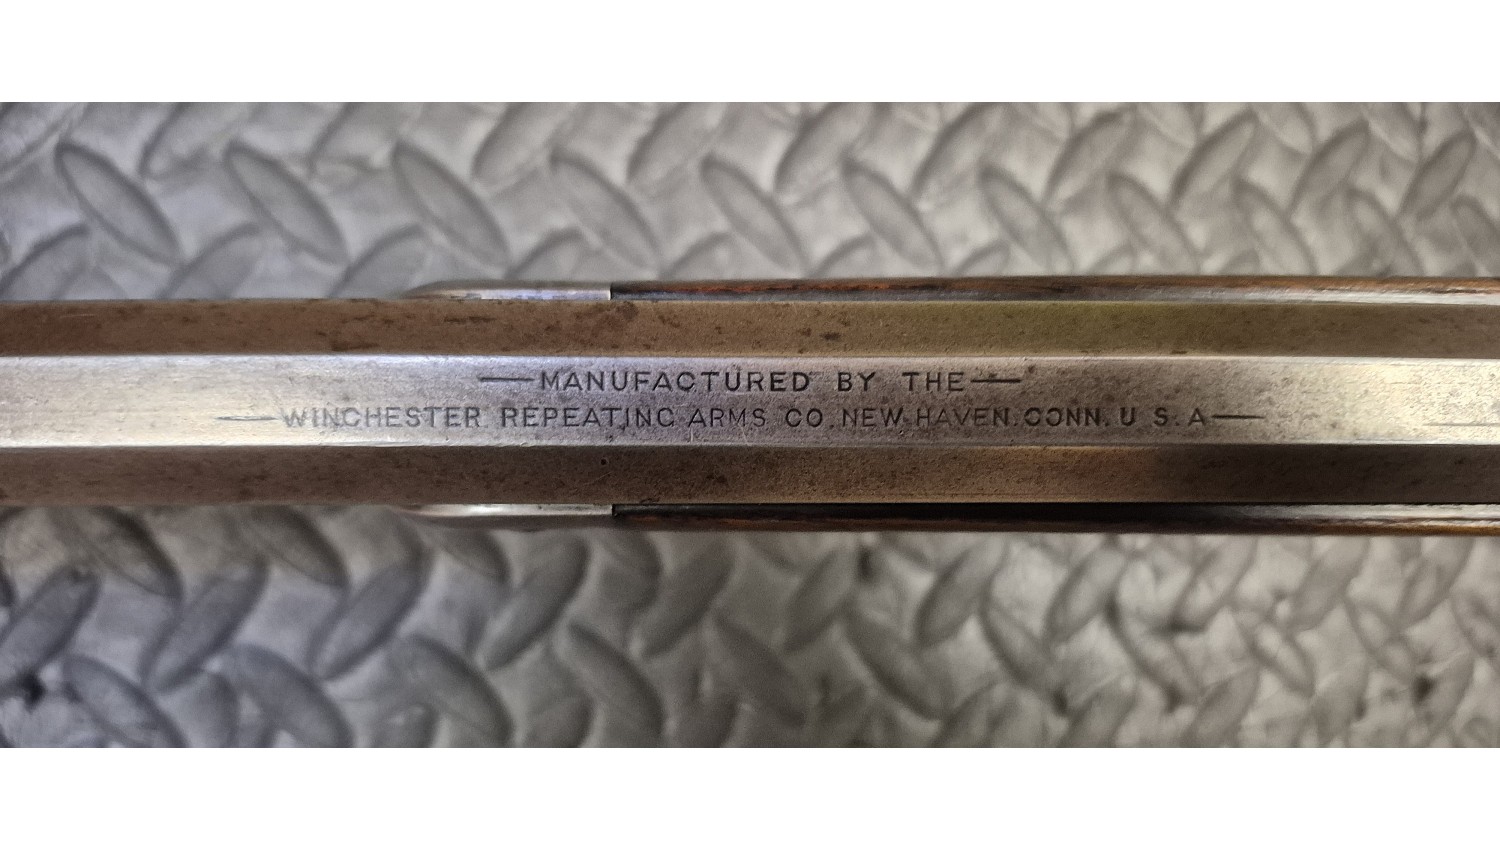 —MANUFACTURED BY THE—
—WINCHESTER REPEATING ARMS CO. NEW HAVEN. CONN. U S. A—